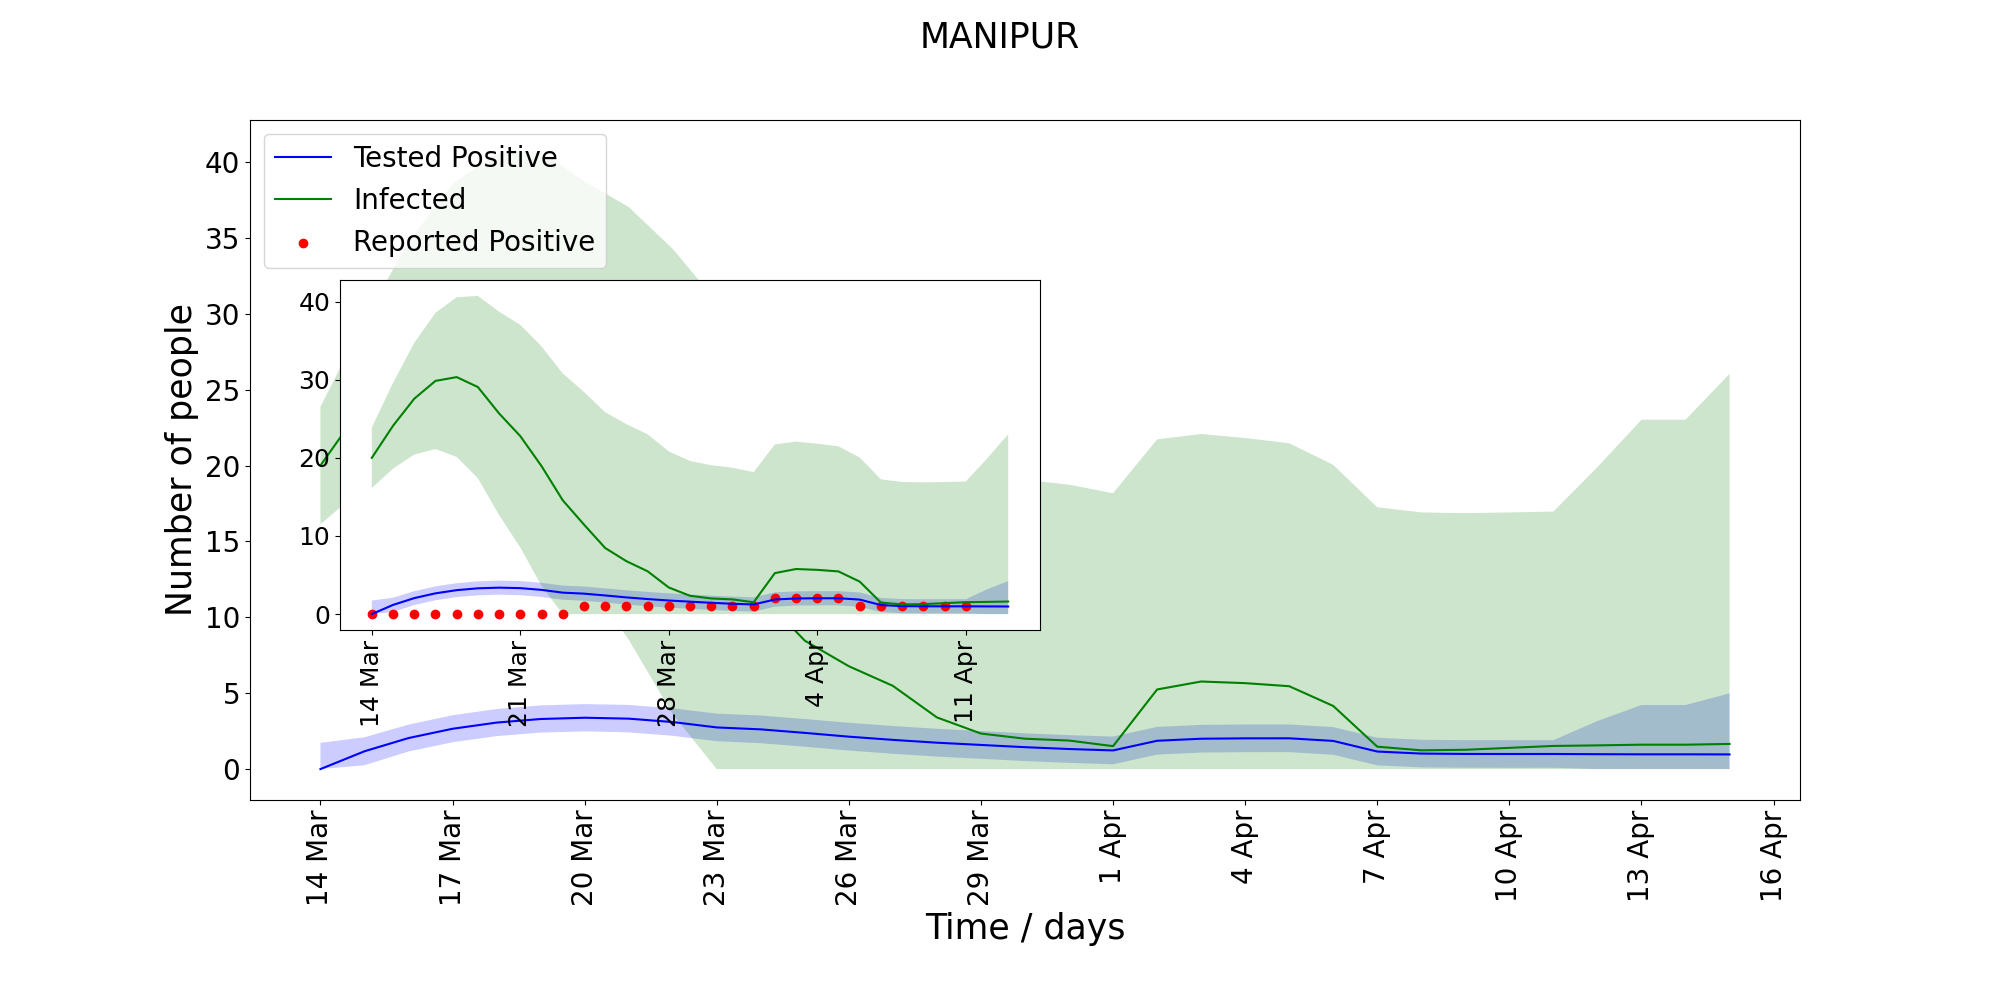 MANIPUR
Tested Positive
Infected
Reported Positive
Number of people
40
35
30
25
20
15
10
5
0
40
30
20
10
0
14 Mar
21 Mar
28 Mar
4 Apr
11 Apr
14 Mar
17 Mar
20 Mar
23 Mar
26 Mar
29 Mar
1 Apr
4 Apr
7 Apr
10 Apr
13 Apr
16 Apr
Time / days